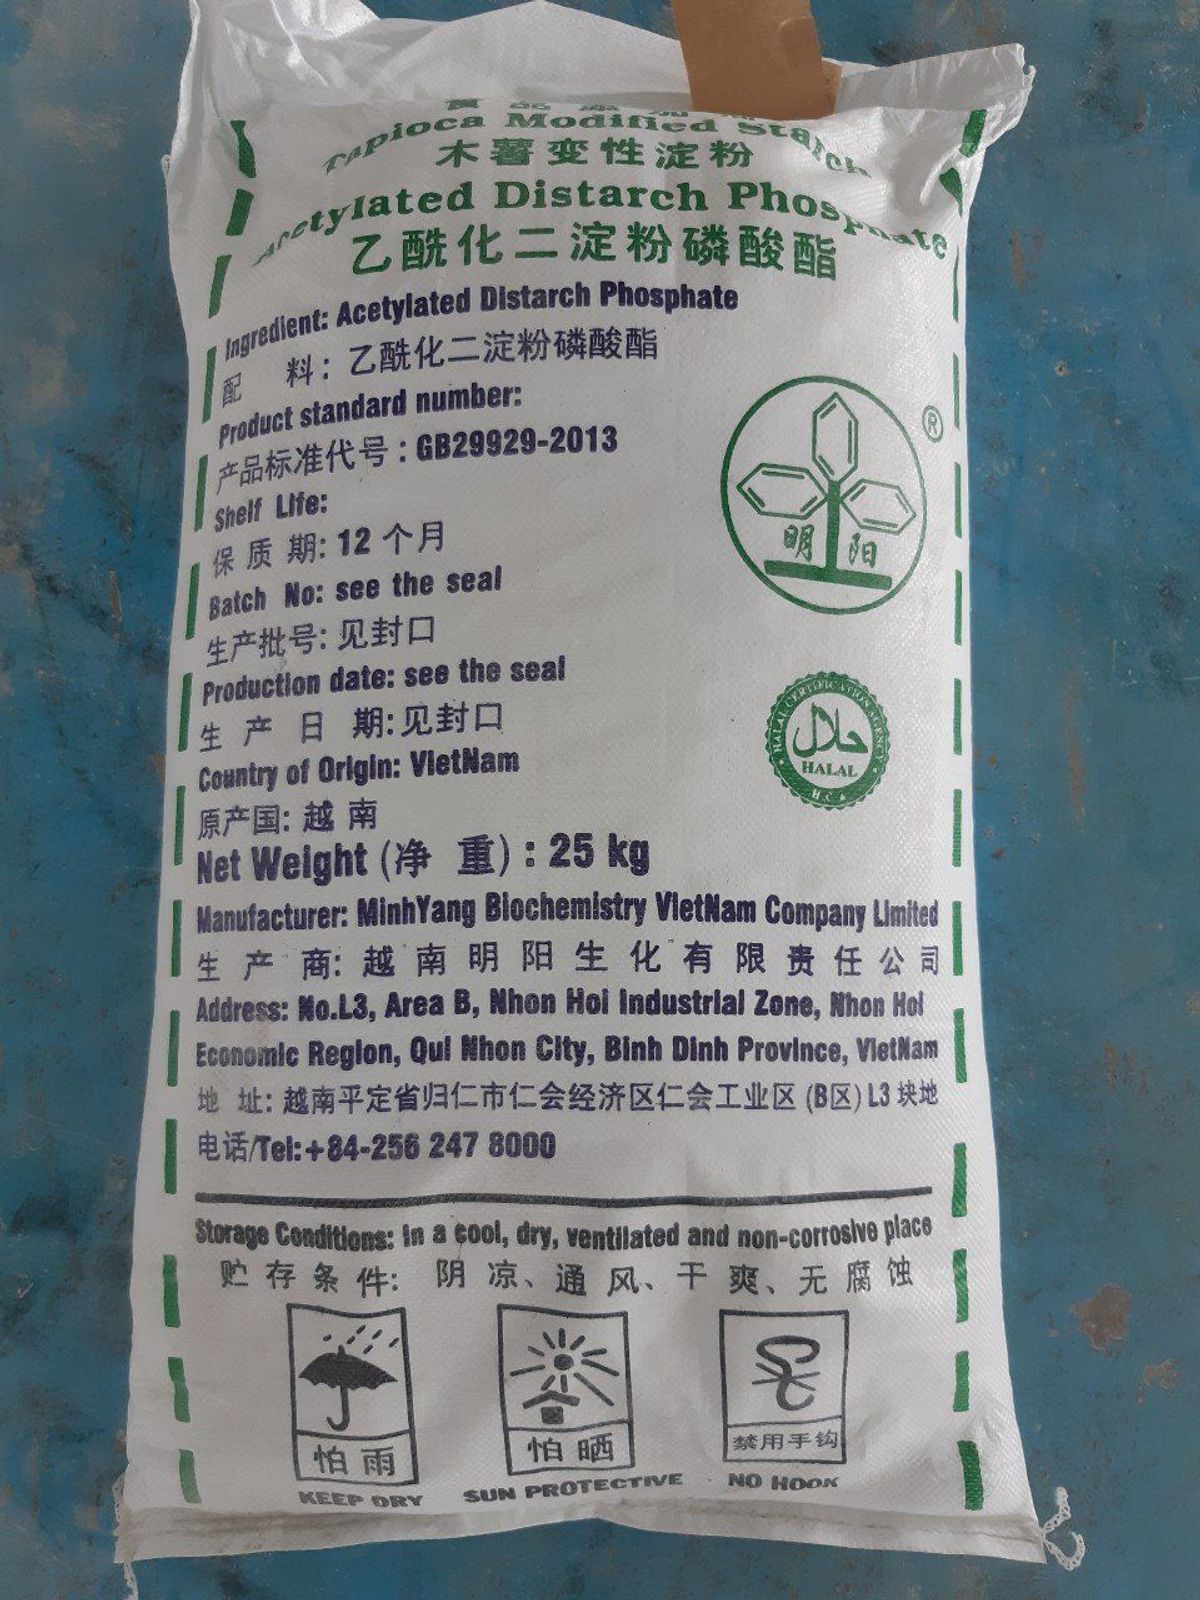 Tapioca Modified Starch
木薯变性淀粉
Acetylated Distarch Phosphate
乙酰化二淀粉磷酸酯
Ingredient: Acetylated Distarch Phosphate
配 料: 乙酰化二淀粉磷酸酯
Product standard number:
产品标准代号: GB29929-2013
Shelf Life:
保质期: 12个月
Batch No: see the seal
生产批号: 见封口
Production date: see the seal
生产日期: 见封口
Country of Origin: VietNam
原产国: 越南
Net Weight (净 重) : 25 kg
明 阳
®
HALAL CERTIFICATION AGENCY
حلال
HALAL
H.C.A
Manufacturer: MinhYang Biochemistry VietNam Company Limited
生产商: 越南明阳生化有限责任公司
Address: No.L3, Area B, Nhon Hoi Industrial Zone, Nhon Hoi
Economic Region, Qui Nhon City, Binh Dinh Province, VietNam
地 址: 越南平定省归仁市仁会经济区仁会工业区 (B区) L3 块地
电话/Tel:+84-256 247 8000
Storage Conditions: In a cool, dry, ventilated and non-corrosive place
贮存条件: 阴凉、通风、干爽、无腐蚀
怕雨
怕晒
禁用手钩
KEEP DRY
SUN PROTECTIVE
NO HOOK